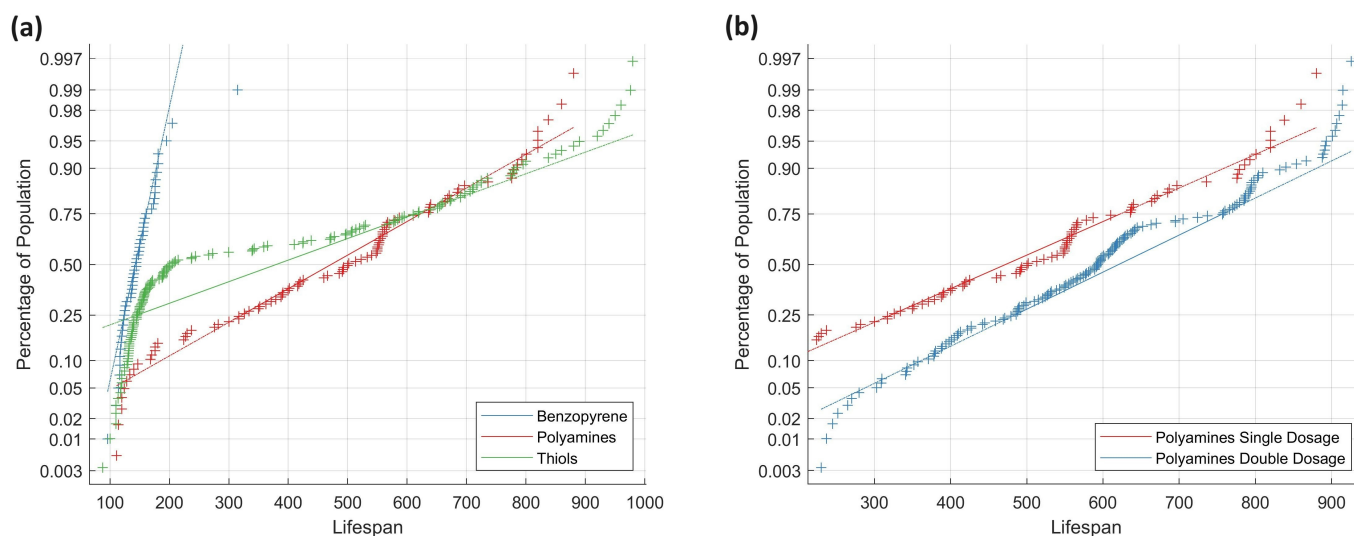 (a)
Percentage of Population
0.997
0.99
0.98
0.95
0.90
0.75
0.50
0.25
0.10
0.05
0.02
0.01
0.003
Benzopyrene
Polyamines
Thiols
100 200 300 400 500 600 700 800 900 1000
Lifespan
(b)
Percentage of Population
0.997
0.99
0.98
0.95
0.90
0.75
0.50
0.25
0.10
0.05
0.02
0.01
0.003
Polyamines Single Dosage
Polyamines Double Dosage
300 400 500 600 700 800 900
Lifespan